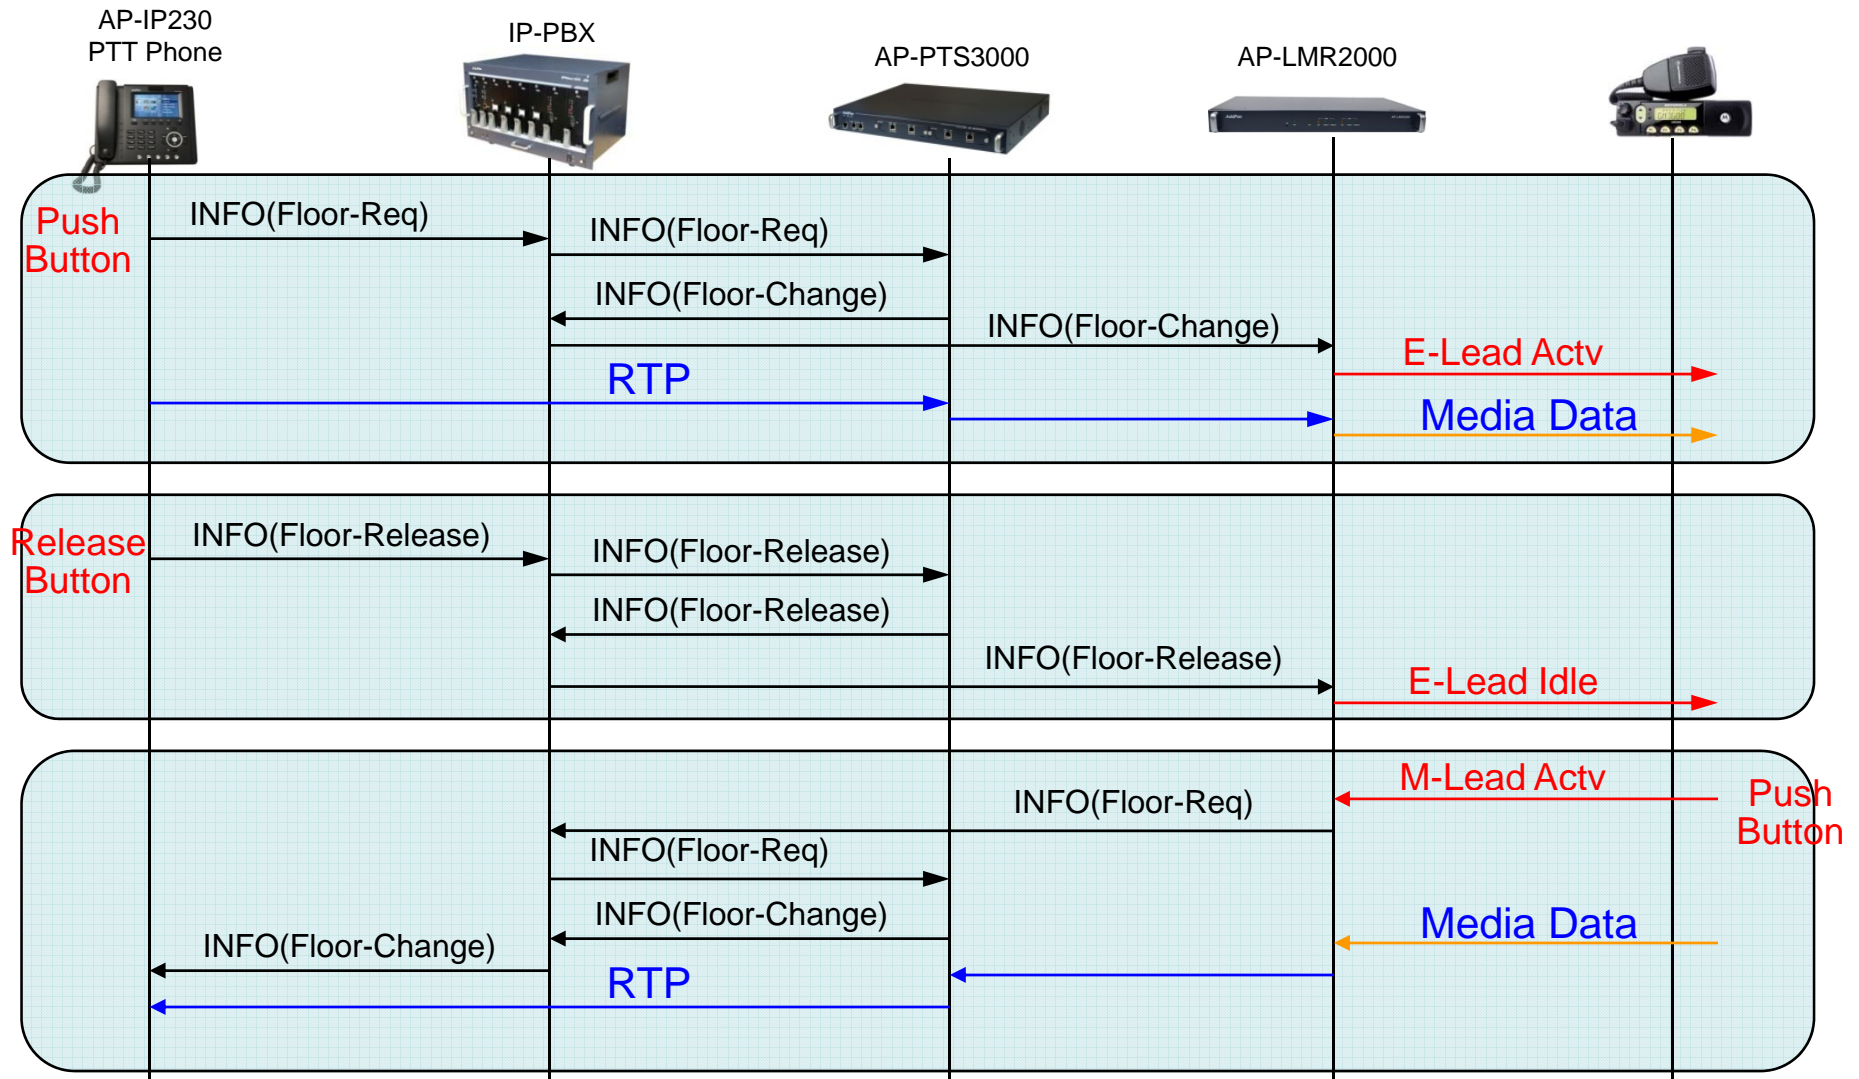 AP-IP230
PTT Phone
IP-PBX
AP-PTS3000
AP-LMR2000
Push
Button
INFO(Floor-Req)
INFO(Floor-Req)
INFO(Floor-Change)
INFO(Floor-Change)
E-Lead Actv
RTP
Media Data
Release
Button
INFO(Floor-Release)
INFO(Floor-Release)
INFO(Floor-Release)
INFO(Floor-Release)
E-Lead Idle
M-Lead Actv
Push
Button
INFO(Floor-Req)
INFO(Floor-Req)
INFO(Floor-Change)
Media Data
INFO(Floor-Change)
RTP